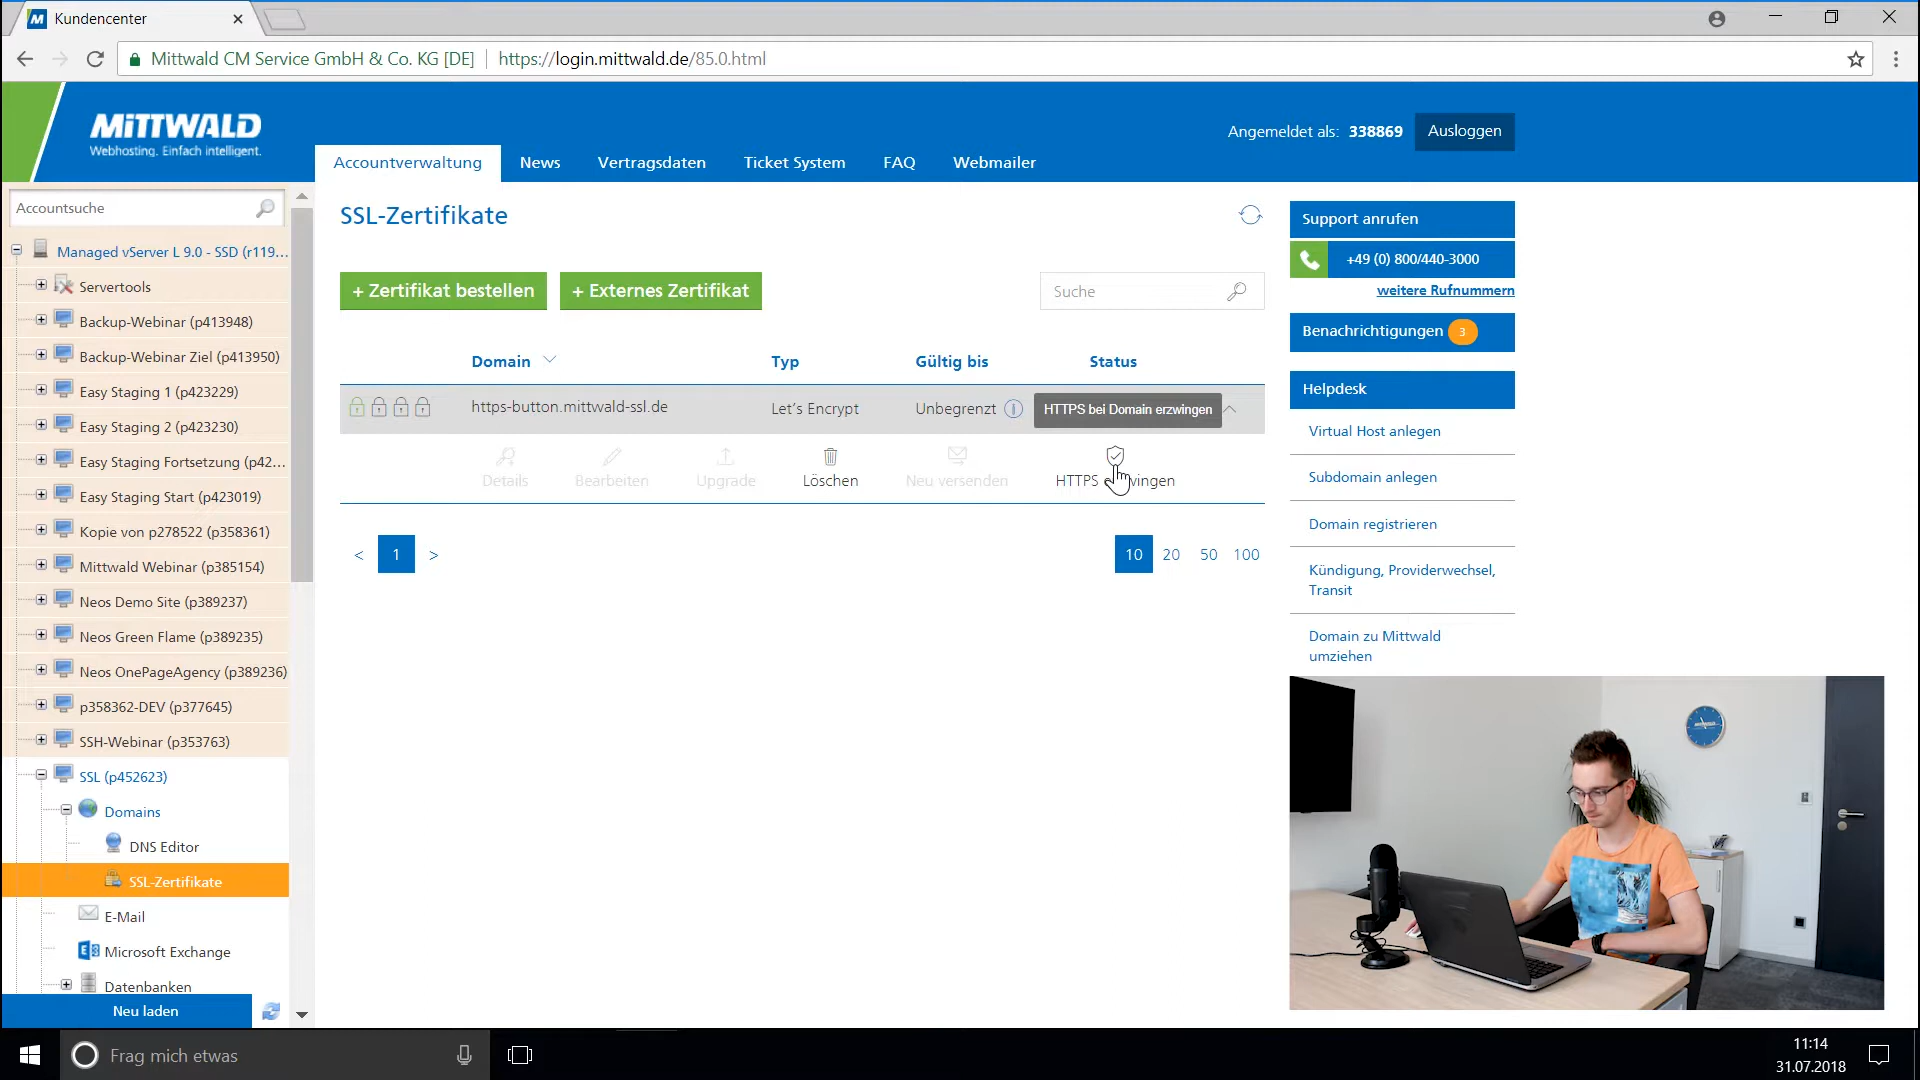 Kundencenter
Mittwald CM Service GmbH & Co. KG [DE] https://login.mittwald.de/85.0.html
MITTWALD
Webhosting. Einfach intelligent.
Angemeldet als: 338869 Ausloggen
Accountverwaltung News Vertragsdaten Ticket System FAQ Webmailer
Accountsuche
Managed vServer L 9.0 - SSD (r119...
Servertools
Backup-Webinar (p413948)
Backup-Webinar Ziel (p413950)
Easy Staging 1 (p423229)
Easy Staging 2 (p423230)
Easy Staging Fortsetzung (p42...
Easy Staging Start (p423019)
Kopie von p278522 (p358361)
Mittwald Webinar (p385154)
Neos Demo Site (p389237)
Neos Green Flame (p389235)
Neos OnePageAgency (p389236)
p358362-DEV (p377645)
SSH-Webinar (p353763)
SSL (p452623)
Domains
DNS Editor
SSL-Zertifikate
E-Mail
Microsoft Exchange
Datenbanken
Neu laden
SSL-Zertifikate
+ Zertifikat bestellen + Externes Zertifikat Suche
Domain Typ Gültig bis Status
https-button.mittwald-ssl.de Let's Encrypt Unbegrenzt HTTPS bei Domain erzwingen
Details Bearbeiten Upgrade Löschen Neu versenden HTTPS erzwingen
< 1 > 10 20 50 100
Support anrufen
+49 (0) 800/440-3000
weitere Rufnummern
Benachrichtigungen 3
Helpdesk
Virtual Host anlegen
Subdomain anlegen
Domain registrieren
Kündigung, Providerwechsel,
Transit
Domain zu Mittwald
umziehen
Frag mich etwas
11:14
31.07.2018